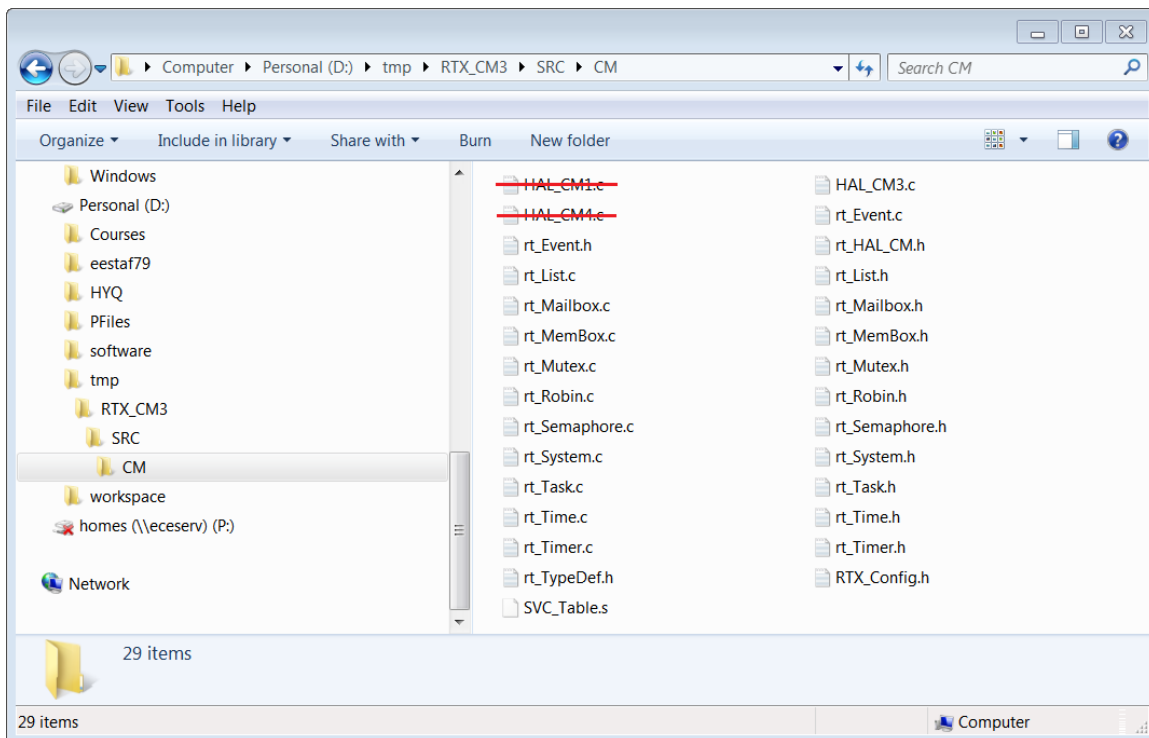 Computer Personal (D:) tmp RTX_CM3 SRC CM
Search CM
File Edit View Tools Help
Organize Include in library Share with Burn New folder
Windows
Personal (D:)
Courses
eestaf79
HYQ
PFiles
software
tmp
RTX_CM3
SRC
CM
workspace
homes (\\eceserv) (P:)
Network
HAL_CM1.c HAL_CM3.c
HAL_CM4.c rt_Event.c
rt_Event.h rt_HAL_CM.h
rt_List.c rt_List.h
rt_Mailbox.c rt_Mailbox.h
rt_MemBox.c rt_MemBox.h
rt_Mutex.c rt_Mutex.h
rt_Robin.c rt_Robin.h
rt_Semaphore.c rt_Semaphore.h
rt_System.c rt_System.h
rt_Task.c rt_Task.h
rt_Time.c rt_Time.h
rt_Timer.c rt_Timer.h
rt_TypeDef.h RTX_Config.h
SVC_Table.s
29 items
29 items Computer